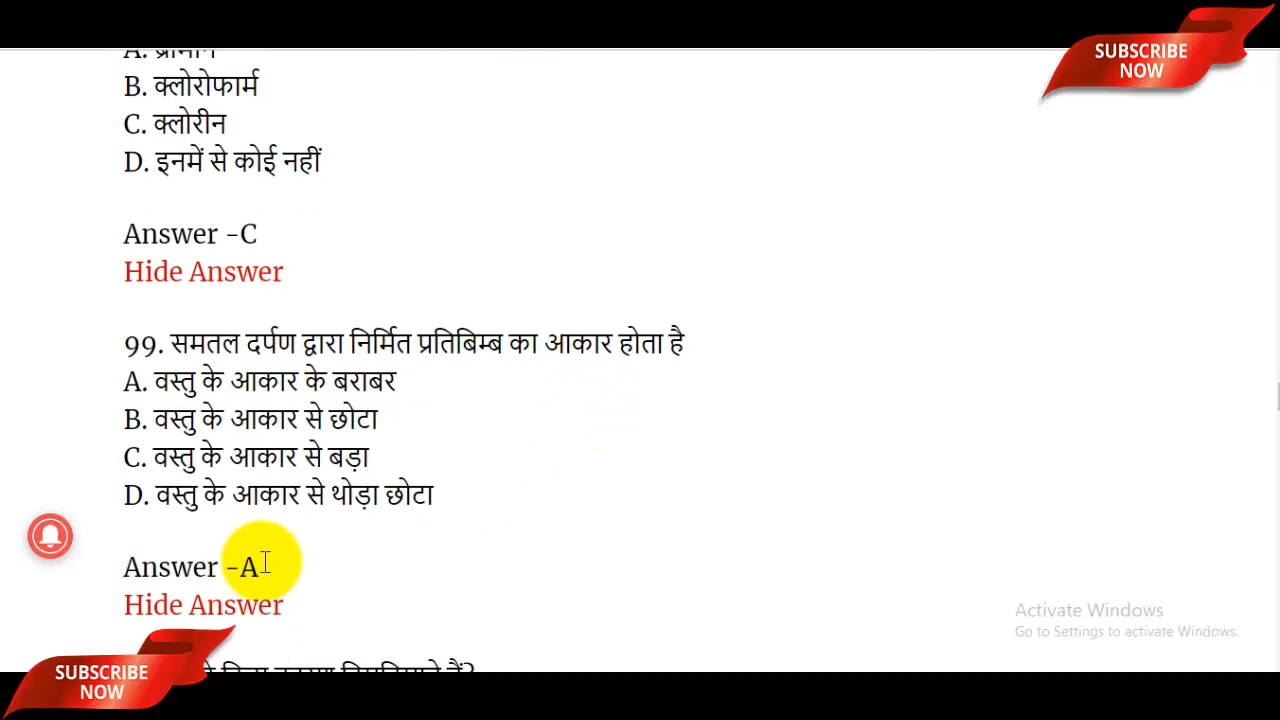 SUBSCRIBE
NOW
B. क्लोरोफार्म
C. क्लोरीन
D. इनमें से कोई नहीं
Answer -C
Hide Answer
99. समतल दर्पण द्वारा निर्मित प्रतिबिम्ब का आकार होता है
A. वस्तु के आकार के बराबर
B. वस्तु के आकार से छोटा
C. वस्तु के आकार से बड़ा
D. वस्तु के आकार से थोड़ा छोटा
Answer -A
Hide Answer
Activate Windows
Go to Settings to activate Windows.
SUBSCRIBE
NOW